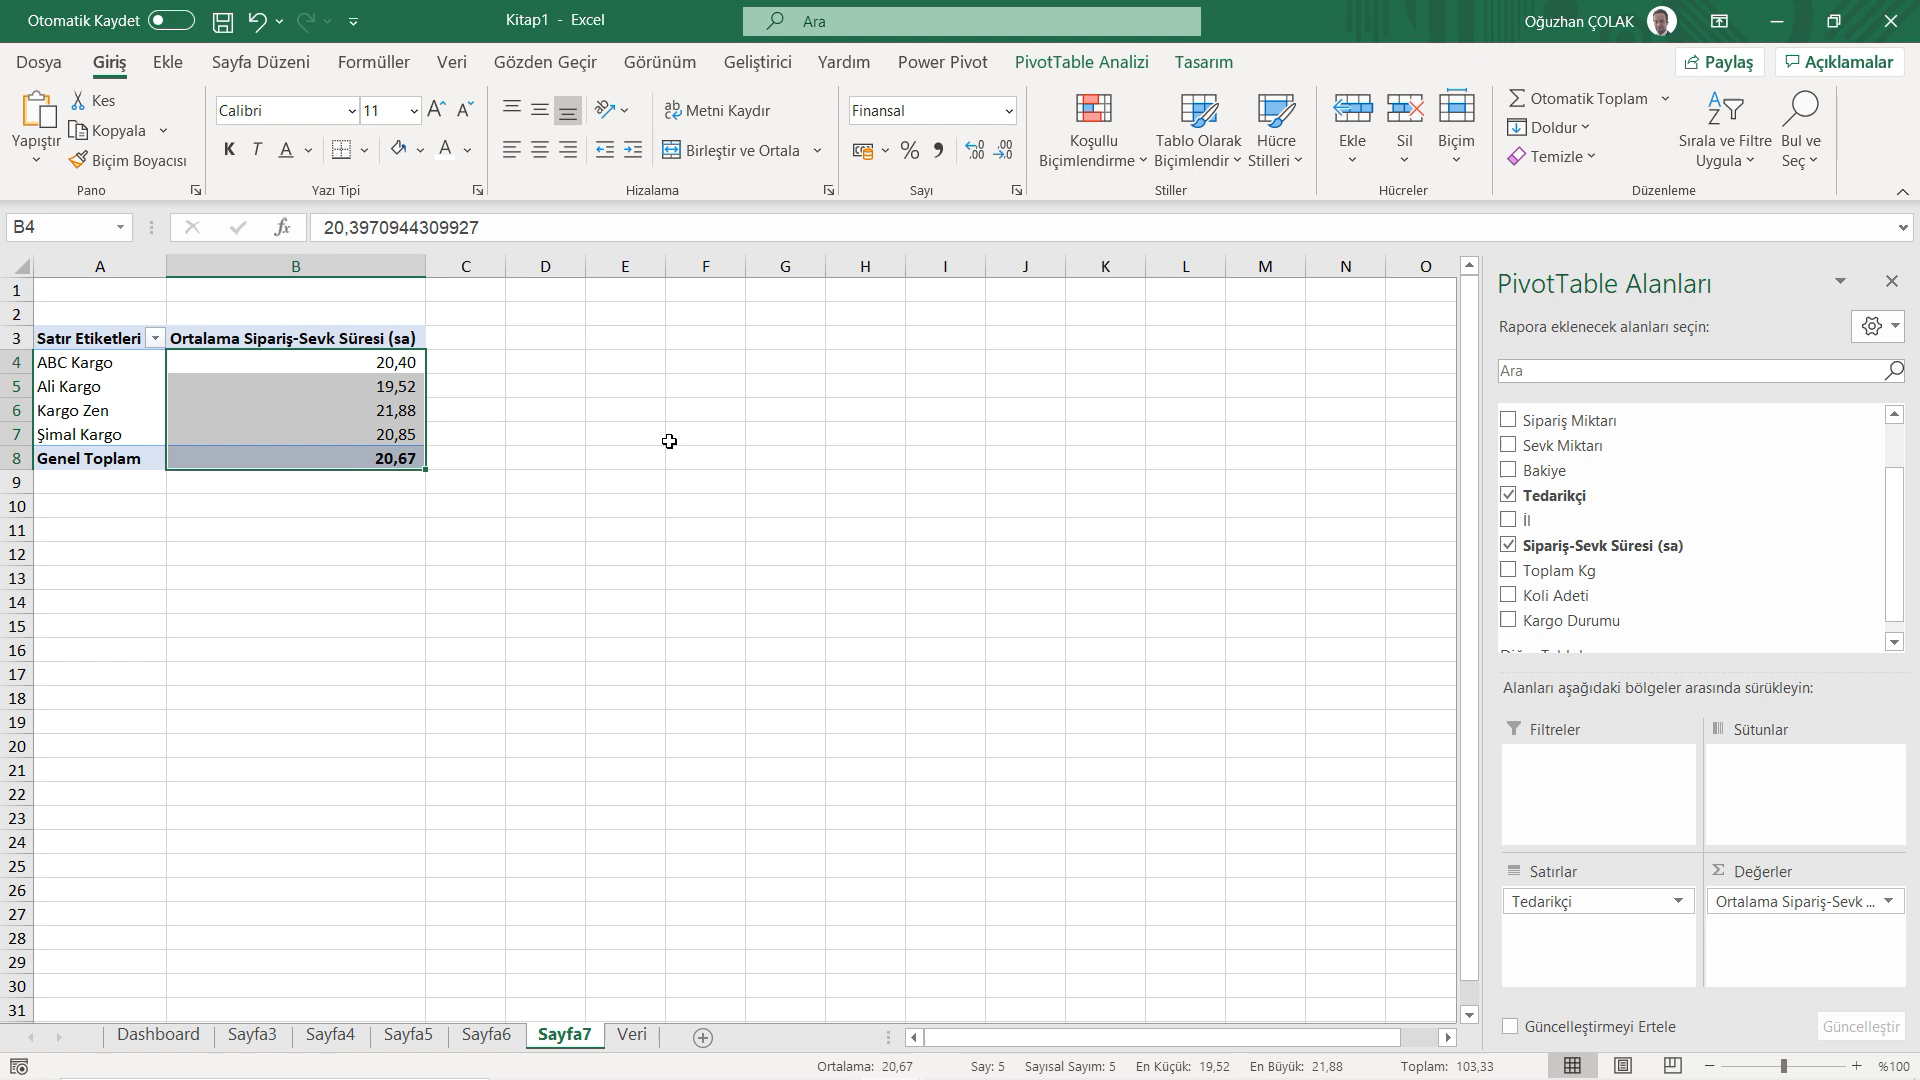 Otomatik Kaydet
Kitap1 - Excel
Ara
Oğuzhan ÇOLAK
Dosya Giriş Ekle Sayfa Düzeni Formüller Veri Gözden Geçir Görünüm Geliştirici Yardım Power Pivot PivotTable Analizi Tasarım Paylaş Açıklamalar
Yapıştır
Kes
Kopyala
Biçim Boyacısı
Pano
Calibri 11
K T A
Yazı Tipi
Metni Kaydır
Birleştir ve Ortala
Hizalama
Finansal
Sayı
Koşullu
Biçimlendirme
Tablo Olarak
Biçimlendir
Hücre
Stilleri
Stiller
Ekle
Sil
Biçim
Hücreler
Otomatik Toplam
Doldur
Temizle
Sırala ve Filtre
Uygula
Bul ve
Seç
Düzenleme
B4
fx
20,3970944309927
A B C D E F G H I J K L M N O
1
2
3 Satır Etiketleri Ortalama Sipariş-Sevk Süresi (sa)
4 ABC Kargo 20,40
5 Ali Kargo 19,52
6 Kargo Zen 21,88
7 Şimal Kargo 20,85
8 Genel Toplam 20,67
9
10
11
12
13
14
15
16
17
18
19
20
21
22
23
24
25
26
27
28
29
30
31
PivotTable Alanları
Rapora eklenecek alanları seçin:
Ara
Sipariş Miktarı
Sevk Miktarı
Bakiye
Tedarikçi
İl
Sipariş-Sevk Süresi (sa)
Toplam Kg
Koli Adeti
Kargo Durumu
Alanları aşağıdaki bölgeler arasında sürükleyin:
Filtreler
Sütunlar
Satırlar
Değerler
Tedarikçi
Ortalama Sipariş-Sevk ...
Güncelleştirmeyi Ertele
Güncelleştir
Dashboard Sayfa3 Sayfa4 Sayfa5 Sayfa6 Sayfa7 Veri
Ortalama: 20,67 Say: 5 Sayısal Sayım: 5 En Küçük: 19,52 En Büyük: 21,88 Toplam: 103,33
%100